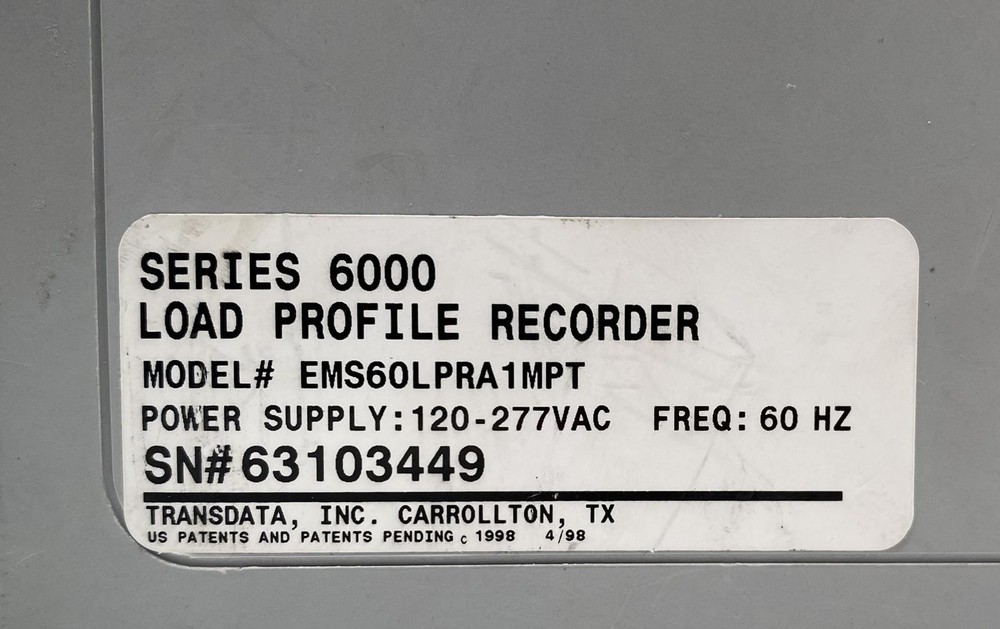 SERIES 6000
LOAD PROFILE RECORDER
MODEL# EMS60LPRA1MPT
POWER SUPPLY: 120-277VAC FREQ: 60 HZ
SN# 63103449
TRANSDATA, INC. CARROLLTON, TX
US PATENTS AND PATENTS PENDING c 1998 4/98